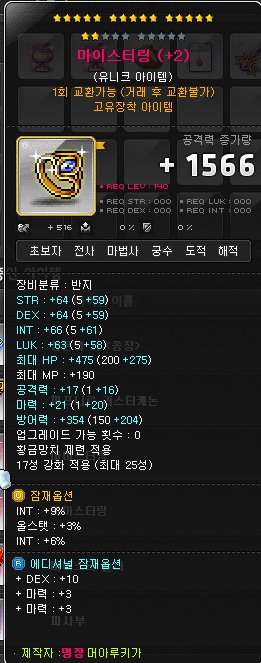 마이스터링 (+2)
(유니크 아이템)
1회 교환가능 (거래 후 교환불가)
고유장착 아이템
공격력 증가량
+ 1566
REQ LEV : 140
REQ STR : 000
REQ LUK : 000
REQ DEX : 000
REQ INT : 000
+ 516
0 %
0 %
초보자 전사 마법사 궁수 도적 해적
장비분류 : 반지
STR : +64 (5 +59)
DEX : +64 (5 +59)
INT : +66 (5 +61)
LUK : +63 (5 +58)
최대 HP : +475 (200 +275)
최대 MP : +190
공격력 : +17 (1 +16)
마력 : +21 (1 +20)
방어력 : +354 (150 +204)
업그레이드 가능 횟수 : 0
황금망치 제련 적용
17성 강화 적용 (최대 25성)
잠재옵션
INT : +9%
올스탯 : +3%
INT : +6%
에디셔널 잠재옵션
+ DEX : +10
+ 마력 : +3
+ 마력 : +3
제작자 : 명장 머아루키가